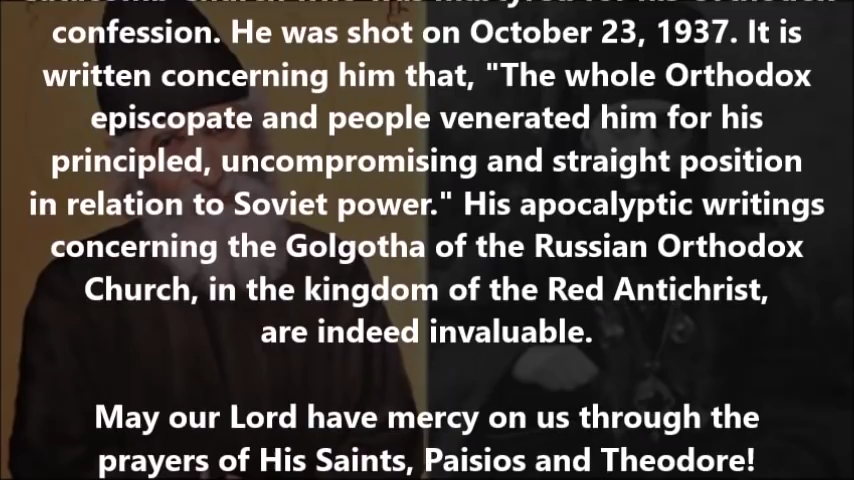 confession. He was shot on October 23, 1937. It is
written concerning him that, "The whole Orthodox
episcopate and people venerated him for his
principled, uncompromising and straight position
in relation to Soviet power." His apocalyptic writings
concerning the Golgotha of the Russian Orthodox
Church, in the kingdom of the Red Antichrist,
are indeed invaluable.
May our Lord have mercy on us through the
prayers of His Saints, Paisios and Theodore!